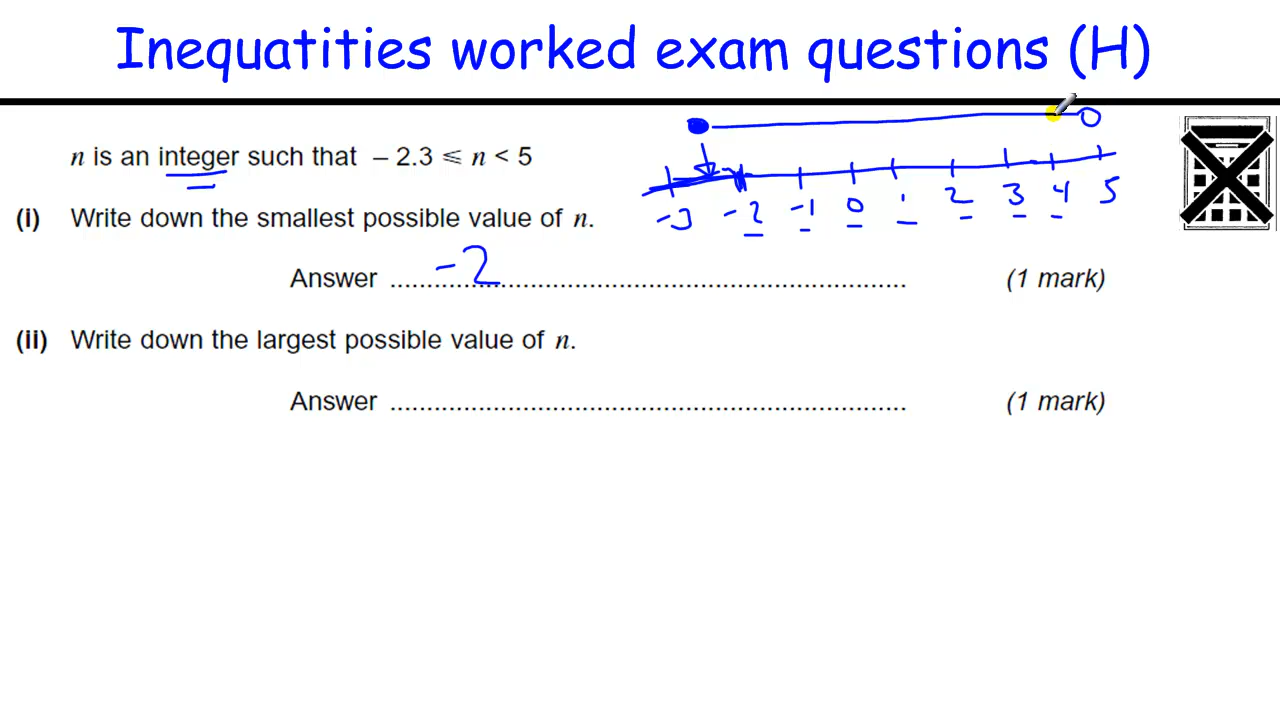 Inequatities worked exam questions (H)
n is an integer such that – 2.3 ⩽ n < 5
-3 -2 -1 0 1 2 3 4 5
(i) Write down the smallest possible value of n.
Answer ...................................................................... (1 mark)
-2
(ii) Write down the largest possible value of n.
Answer ...................................................................... (1 mark)